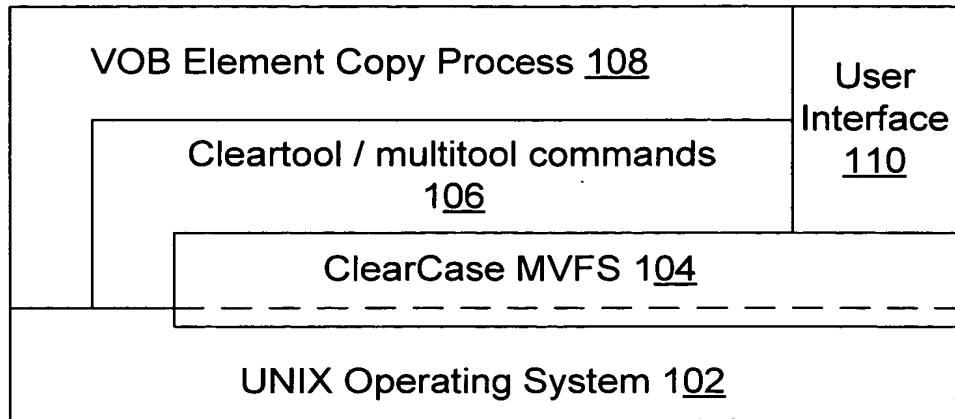 VOB Element Copy Process 108
User
Interface
110
Cleartool / multitool commands
106
ClearCase MVFS 104
UNIX Operating System 102